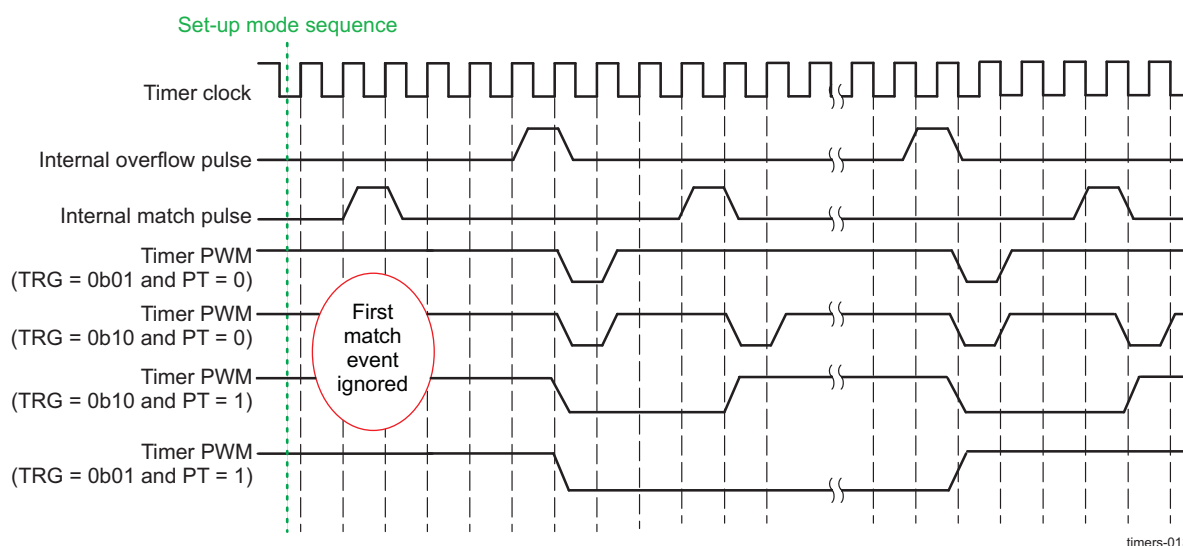 Set-up mode sequence
Timer clock
Internal overflow pulse
Internal match pulse
Timer PWM
(TRG = 0b01 and PT = 0)
Timer PWM
(TRG = 0b10 and PT = 0)
Timer PWM
(TRG = 0b10 and PT = 1)
Timer PWM
(TRG = 0b01 and PT = 1)
First
match
event
ignored